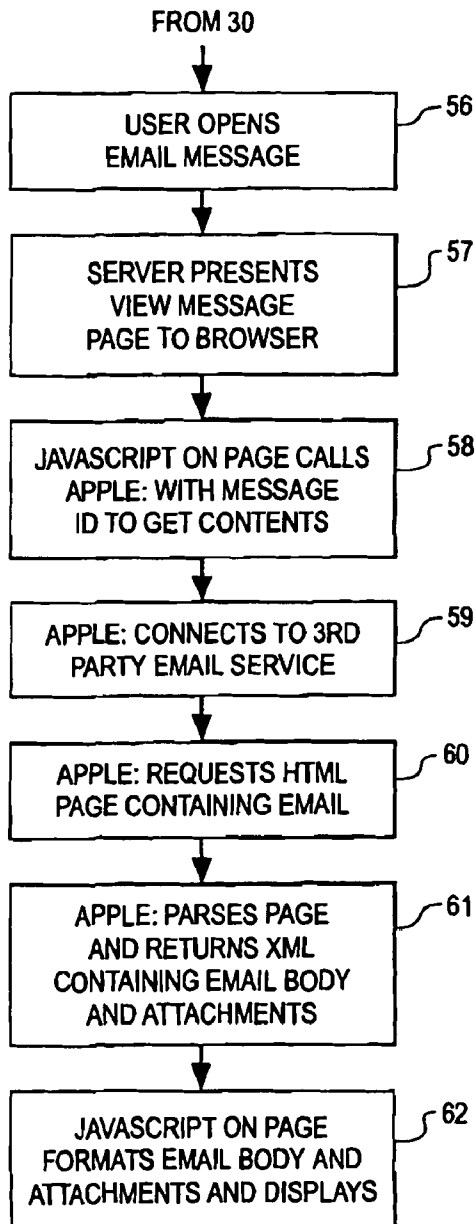 FROM 30
USER OPENS
EMAIL MESSAGE
56
SERVER PRESENTS
VIEW MESSAGE
PAGE TO BROWSER
57
JAVASCRIPT ON PAGE CALLS
APPLE: WITH MESSAGE
ID TO GET CONTENTS
58
APPLE: CONNECTS TO 3RD
PARTY EMAIL SERVICE
59
APPLE: REQUESTS HTML
PAGE CONTAINING EMAIL
60
APPLE: PARSES PAGE
AND RETURNS XML
CONTAINING EMAIL BODY
AND ATTACHMENTS
61
JAVASCRIPT ON PAGE
FORMATS EMAIL BODY AND
ATTACHMENTS AND DISPLAYS
62